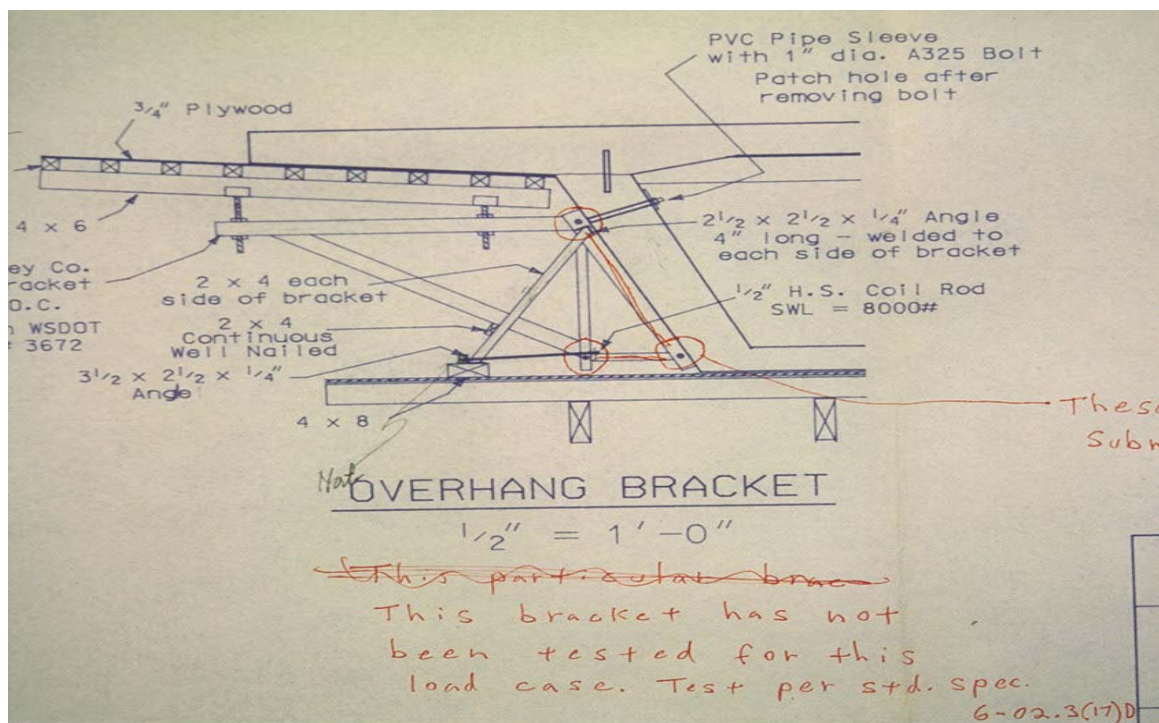 PVC Pipe Sleeve
with 1" dia. A325 Bolt
Patch hole after
removing bolt
3/4" Plywood
4 x 6
2 1/2 x 2 1/2 x 1/4" Angle
4" long - welded to
each side of bracket
ey Co.
racket
O.C.
WSDOT
3672
2 x 4 each
side of bracket
1/2" H.S. Coil Rod
SWL = 8000#
2 x 4
Continuous
Well Nailed
3 1/2 x 2 1/2 x 1/4"
Angle
4 x 8
OVERHANG BRACKET
1/2" = 1'-0"
This particular brac
This bracket has not
been tested for this
load case. Test per std. spec.
6-02.3(17)D